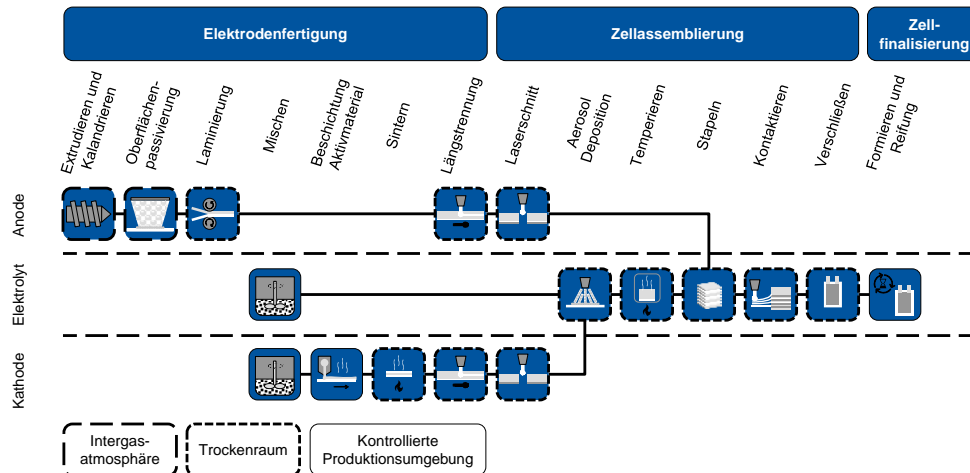 Elektrodenfertigung
Zellassemblierung
Zell-
finalisierung
Extrudieren und
Kalandrieren
Oberflächen-
passivierung
Laminierung
Mischen
Beschichtung
Aktivmaterial
Sintern
Längstrennung
Laserschnitt
Aerosol
Deposition
Temperieren
Stapeln
Kontaktieren
Verschließen
Formieren und
Reifung
Anode
Elektrolyt
Kathode
Intergas-
atmosphäre
Trockenraum
Kontrollierte
Produktionsumgebung